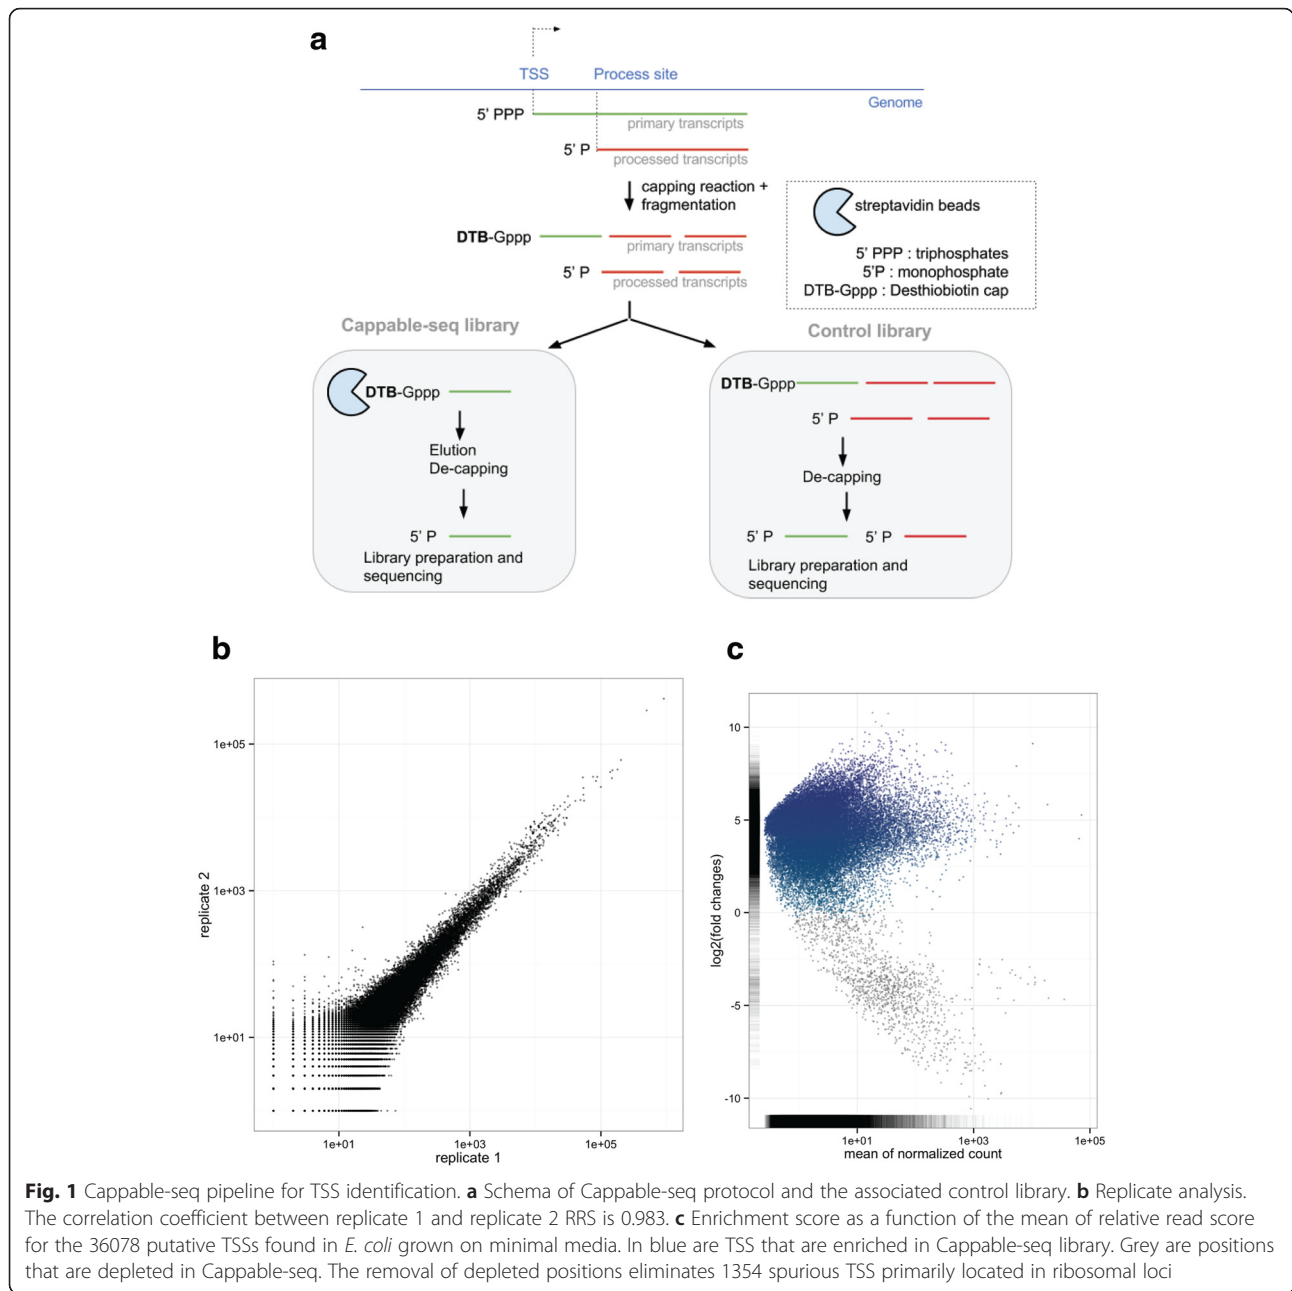 a
TSS
Process site
Genome
5' PPP
primary transcripts
5' P
processed transcripts
capping reaction +
fragmentation
streptavidin beads
5' PPP : triphosphates
5'P : monophosphate
DTB-Gppp : Desthiobiotin cap
DTB-Gppp
primary transcripts
5' P
processed transcripts
Cappable-seq library
DTB-Gppp
Elution
De-capping
5' P
Library preparation and
sequencing
Control library
DTB-Gppp
5' P
De-capping
5' P
5' P
Library preparation and
sequencing
b
replicate 2
1e+05
1e+03
1e+01
1e+01
1e+03
1e+05
replicate 1
c
log2(fold changes)
10
5
0
-5
-10
1e+01
1e+03
1e+05
mean of normalized count
Fig. 1 Cappable-seq pipeline for TSS identification. a Schema of Cappable-seq protocol and the associated control library. b Replicate analysis.
The correlation coefficient between replicate 1 and replicate 2 RRS is 0.983. c Enrichment score as a function of the mean of relative read score
for the 36078 putative TSSs found in E. coli grown on minimal media. In blue are TSS that are enriched in Cappable-seq library. Grey are positions
that are depleted in Cappable-seq. The removal of depleted positions eliminates 1354 spurious TSS primarily located in ribosomal loci